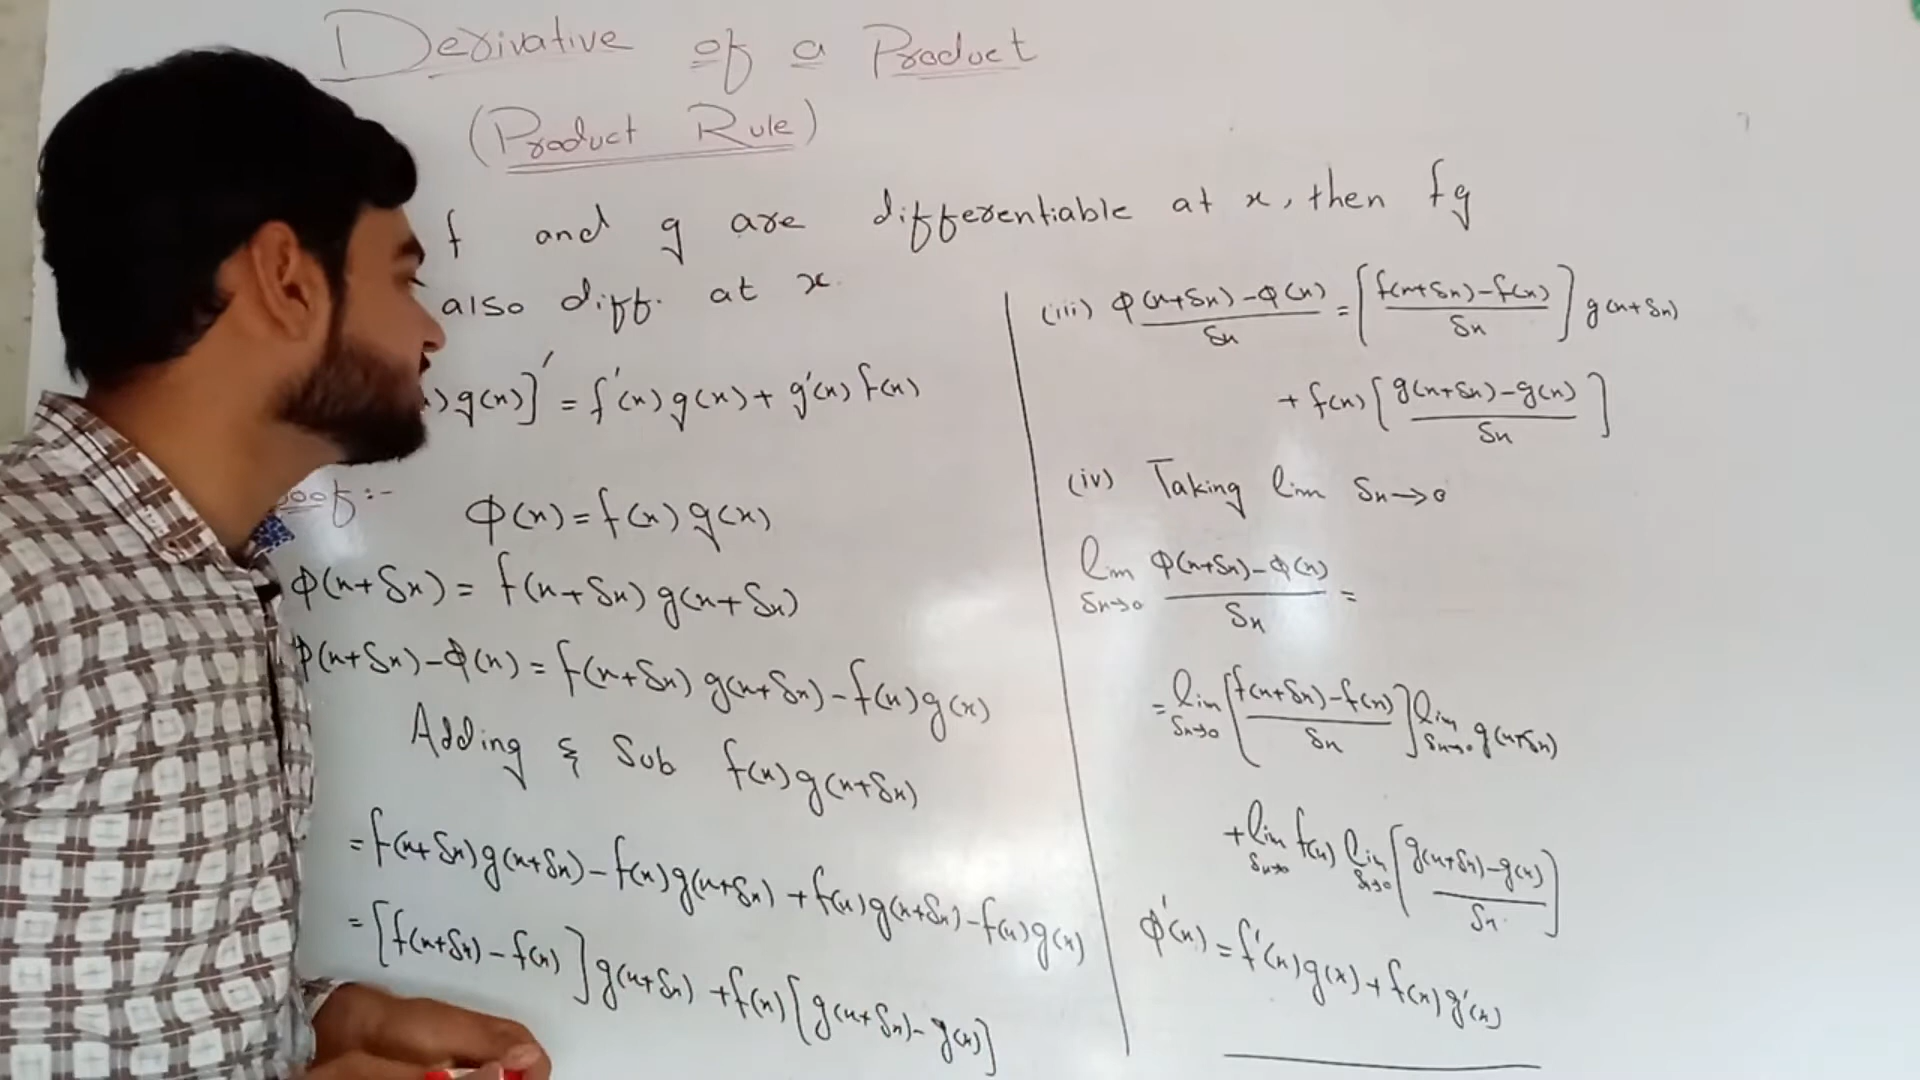 Derivative of a Product
(Product Rule)
f and g are differentiable at x, then fg
also diff. at x.
g(x)]' = f'(x) g(x) + g'(x) f(x)
oof :-
φ(x) = f(x) g(x)
φ(x+δx) = f(x+δx) g(x+δx)
φ(x+δx) - φ(x) = f(x+δx) g(x+δx) - f(x) g(x)
Adding & Sub f(x) g(x+δx)
= f(x+δx) g(x+δx) - f(x) g(x+δx) + f(x) g(x+δx) - f(x) g(x)
= [f(x+δx) - f(x)] g(x+δx) + f(x) [g(x+δx) - g(x)]
(iii) φ(x+δx) - φ(x) / δx = [f(x+δx) - f(x) / δx] g(x+δx)
+ f(x) [g(x+δx) - g(x) / δx]
(iv) Taking lim δx→0
lim δx→0 φ(x+δx) - φ(x) / δx =
= lim δx→0 [f(x+δx) - f(x) / δx] lim δx→0 g(x+δx)
+ lim δx→0 f(x) lim δx→0 [g(x+δx) - g(x) / δx]
φ'(x) = f'(x) g(x) + f(x) g'(x)